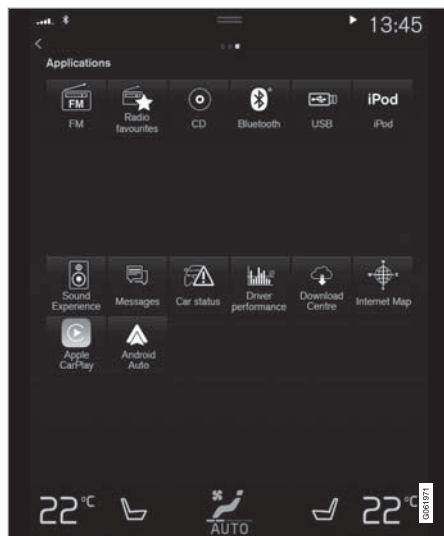 13:45
Applications
FM
FM
Radio
favourites
CD
Bluetooth
USB
iPod
iPod
Sound
Experience
Messages
Car status
Driver
performance
Download
Centre
Internet Map
Apple
CarPlay
Android
Auto
22°C
AUTO
22°C
G061971